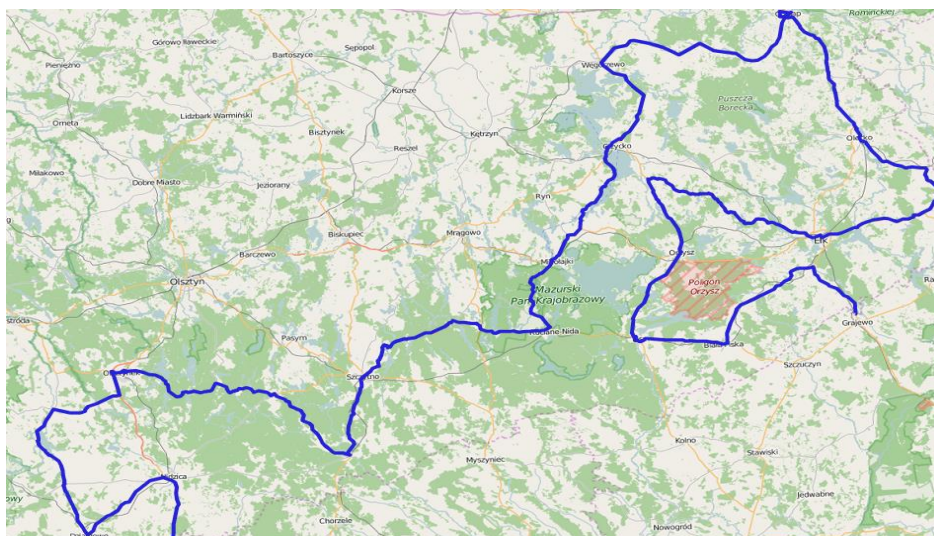 Rominckiej
Górowo Iławeckie
Sępopol
Bartoszyce
Pieniężno
Węgorzewo
Korsze
Puszcza
Borecka
Lidzbark Warmiński
Orneta
Bisztynek
Kętrzyn
Olecko
Reszel
Giżycko
Miłakowo
Dobre Miasto
Jeziorany
Ryn
Biskupiec
Mrągowo
Ełk
Barczewo
Orzysz
Mikołajki
Olsztyn
Mazurski
Park Krajobrazowy
Poligon
Orzysz
Ruciane-Nida
Grajewo
Pasym
Szczuczyn
Szczytno
Kolno
Stawiski
Myszyniec
Nidzica
Jedwabne
Chorzele
Nowogród